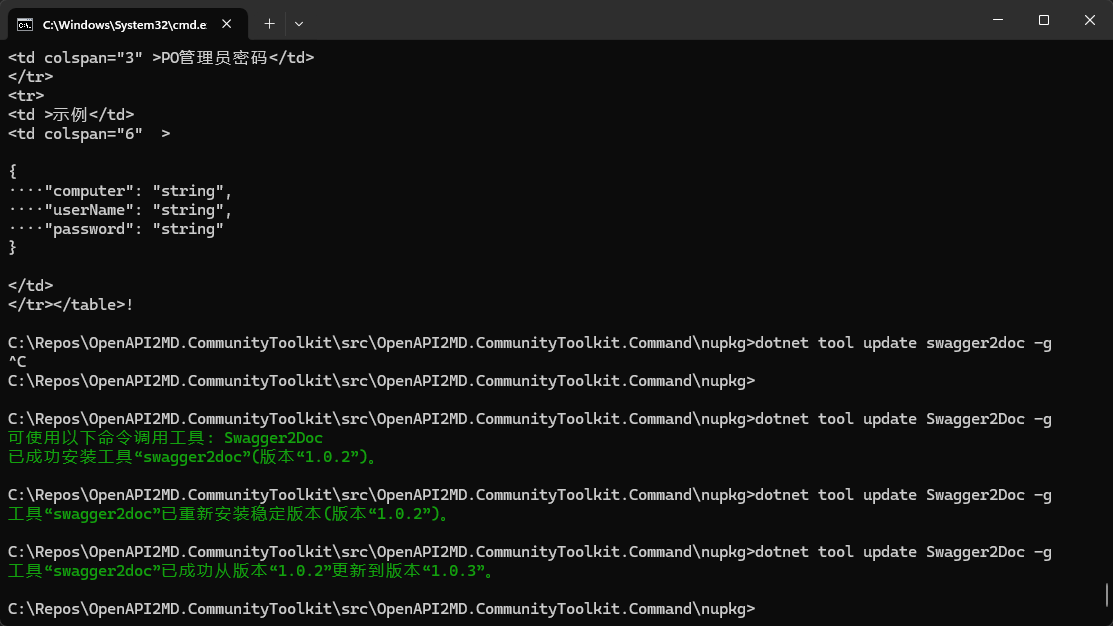 C:\Windows\System32\cmd.e
<td colspan="3" >PO管理员密码</td>
</tr>
<tr>
<td >示例</td>
<td colspan="6"  >
{
····"computer": "string",
····"userName": "string",
····"password": "string"
}
</td>
</tr></table>!
C:\Repos\OpenAPI2MD.CommunityToolkit\src\OpenAPI2MD.CommunityToolkit.Command\nupkg>dotnet tool update swagger2doc -g
^C
C:\Repos\OpenAPI2MD.CommunityToolkit\src\OpenAPI2MD.CommunityToolkit.Command\nupkg>
C:\Repos\OpenAPI2MD.CommunityToolkit\src\OpenAPI2MD.CommunityToolkit.Command\nupkg>dotnet tool update Swagger2Doc -g
可使用以下命令调用工具: Swagger2Doc
已成功安装工具“swagger2doc”(版本“1.0.2”)。
C:\Repos\OpenAPI2MD.CommunityToolkit\src\OpenAPI2MD.CommunityToolkit.Command\nupkg>dotnet tool update Swagger2Doc -g
工具“swagger2doc”已重新安装稳定版本(版本“1.0.2”)。
C:\Repos\OpenAPI2MD.CommunityToolkit\src\OpenAPI2MD.CommunityToolkit.Command\nupkg>dotnet tool update Swagger2Doc -g
工具“swagger2doc”已成功从版本“1.0.2”更新到版本“1.0.3”。
C:\Repos\OpenAPI2MD.CommunityToolkit\src\OpenAPI2MD.CommunityToolkit.Command\nupkg>